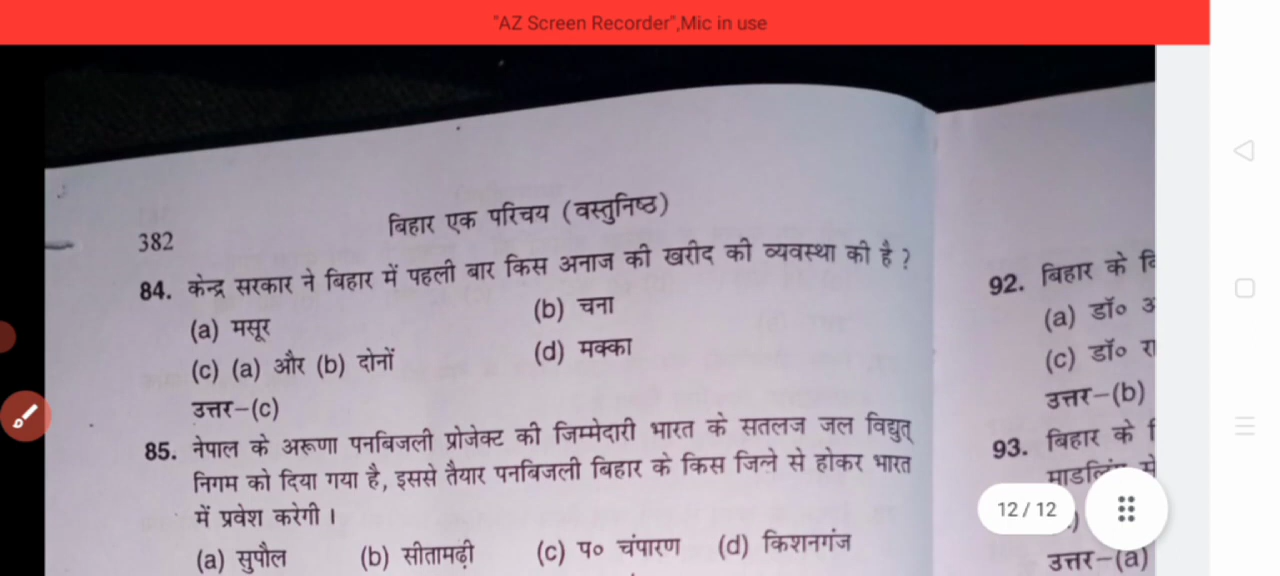 "AZ Screen Recorder",Mic in use
बिहार एक परिचय (वस्तुनिष्ठ)
382
84. केन्द्र सरकार ने बिहार में पहली बार किस अनाज की खरीद की व्यवस्था की है ?
(a) मसूर (b) चना
(c) (a) और (b) दोनों (d) मक्का
उत्तर–(c)
85. नेपाल के अरूणा पनबिजली प्रोजेक्ट की जिम्मेदारी भारत के सतलज जल विद्युत्
निगम को दिया गया है, इससे तैयार पनबिजली बिहार के किस जिले से होकर भारत
में प्रवेश करेगी ।
(a) सुपौल (b) सीतामढ़ी (c) प० चंपारण (d) किशनगंज
92. बिहार के
(a) डॉ०
(c) डॉ०
उत्तर–(b)
93. बिहार के
12 / 12
उत्तर–(a)